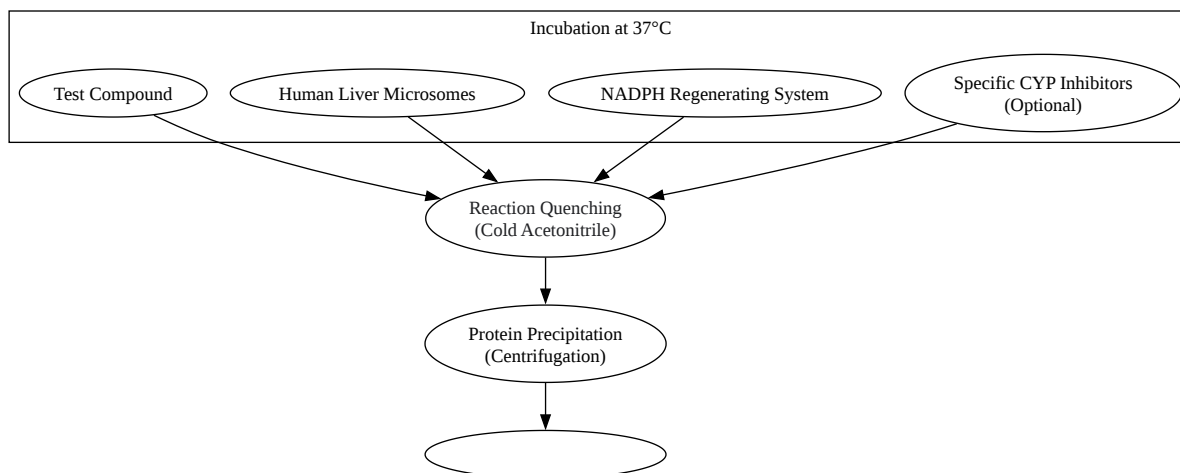 Incubation at 37°C
Test Compound
Human Liver Microsomes
NADPH Regenerating System
Specific CYP Inhibitors
(Optional)
Reaction Quenching
(Cold Acetonitrile)
Protein Precipitation
(Centrifugation)